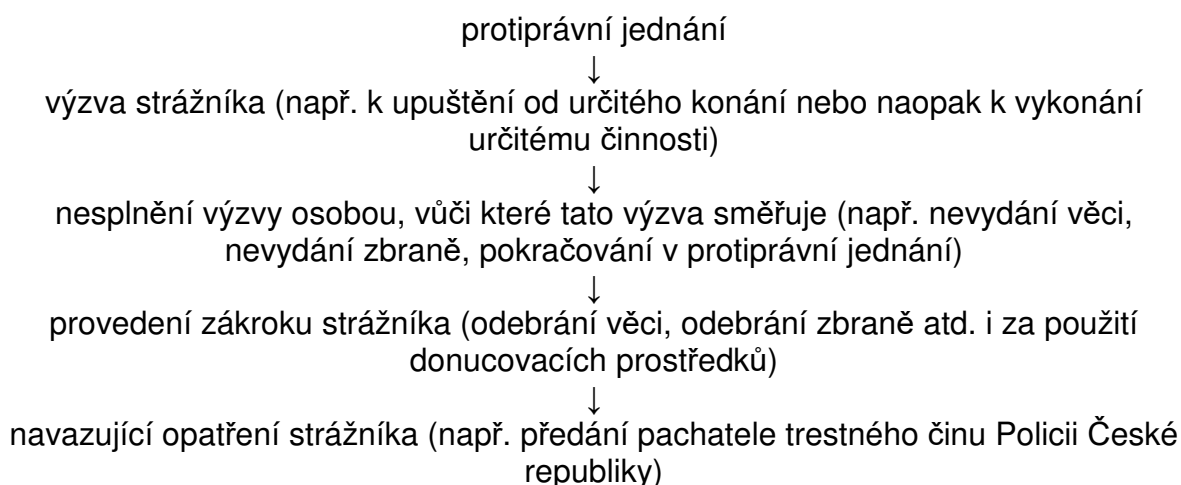 protiprávní jednání
↓
výzva strážníka (např. k upuštění od určitého konání nebo naopak k vykonání
určitému činnosti)
↓
nesplnění výzvy osobou, vůči které tato výzva směřuje (např. nevydání věci,
nevydání zbraně, pokračování v protiprávní jednání)
↓
provedení zákroku strážníka (odebrání věci, odebrání zbraně atd. i za použití
donucovacích prostředků)
↓
navazující opatření strážníka (např. předání pachatele trestného činu Policii České
republiky)